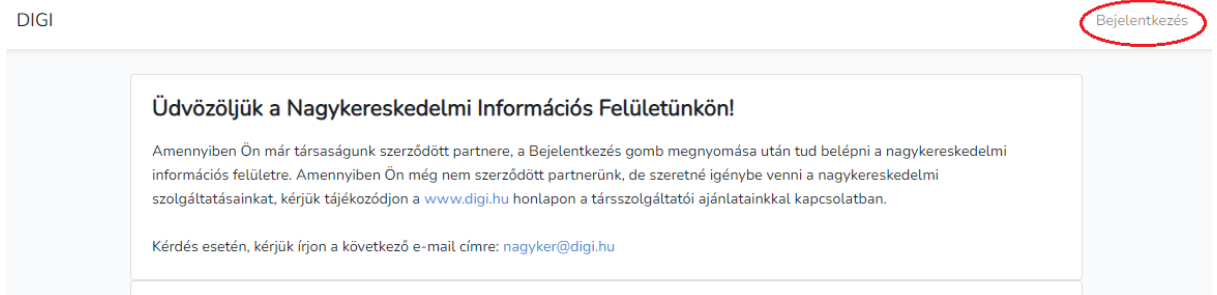 DIGI
Bejelentkezés
Üdvözöljük a Nagykereskedelmi Információs Felületünkön!
Amennyiben Ön már társaságunk szerződött partnere, a Bejelentkezés gomb megnyomása után tud belépni a nagykereskedelmi
információs felületre. Amennyiben Ön még nem szerződött partnerünk, de szeretné igénybe venni a nagykereskedelmi
szolgáltatásainkat, kérjük tájékozódjon a www.digi.hu honlapon a társszolgáltatói ajánlatainkkal kapcsolatban.
Kérdés esetén, kérjük írjon a következő e-mail címre: nagyker@digi.hu